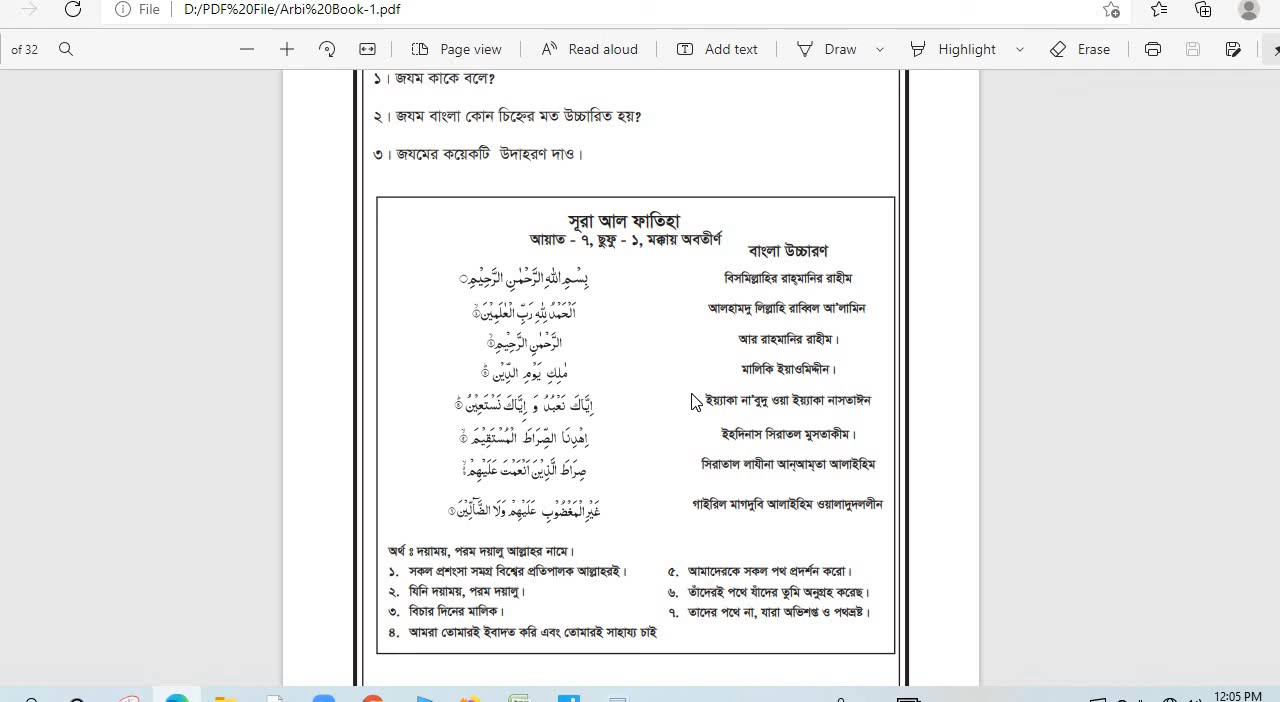 File D:/PDF%20File/Arbi%20Book-1.pdf
of 32 Page view Read aloud Add text Draw Highlight Erase
১। জযম কাকে বলে?
২। জযম বাংলা কোন চিহ্নের মত উচ্চারিত হয়?
৩। জযমের কয়েকটি উদাহরণ দাও।
সূরা আল ফাতিহা
আয়াত - ৭, ছুফু - ১, মক্কায় অবতীর্ণ
বাংলা উচ্চারণ
بِسْمِ اللهِ الرَّحْمٰنِ الرَّحِيْمِ
বিসমিল্লাহির রাহ্‌মানির রাহীম
اَلْحَمْدُ لِلّٰهِ رَبِّ الْعٰلَمِيْنَ
আলহামদু লিল্লাহি রাব্বিল আ'লামিন
الرَّحْمٰنِ الرَّحِيْمِ
আর রাহমানির রাহীম।
مٰلِكِ يَوْمِ الدِّيْنِ
মালিকি ইয়াওমিদ্দীন।
اِيَّاكَ نَعْبُدُ وَ اِيَّاكَ نَسْتَعِيْنُ
ইয়্যাকা না'বুদু ওয়া ইয়্যাকা নাসতাঈন
اِهْدِنَا الصِّرَاطَ الْمُسْتَقِيْمَ
ইহদিনাস সিরাতল মুসতাকীম।
صِرَاطَ الَّذِيْنَ اَنْعَمْتَ عَلَيْهِمْ
সিরাতাল লাযীনা আন্‌আম্‌তা আলাইহিম
غَيْرِ الْمَغْضُوْبِ عَلَيْهِمْ وَلَا الضَّآلِّيْنَ
গাইরিল মাগদুবি আলাইহিম ওয়ালাদুদললীন
অর্থ ঃ দয়াময়, পরম দয়ালু আল্লাহর নামে।
১. সকল প্রশংসা সমগ্র বিশ্বের প্রতিপালক আল্লাহরই।
২. যিনি দয়াময়, পরম দয়ালু।
৩. বিচার দিনের মালিক।
৪. আমরা তোমারই ইবাদত করি এবং তোমারই সাহায্য চাই
৫. আমাদেরকে সকল পথ প্রদর্শন করো।
৬. তাঁদেরই পথে যাঁদের তুমি অনুগ্রহ করেছ।
৭. তাদের পথে না, যারা অভিশপ্ত ও পথভ্রষ্ট।
12:05 PM